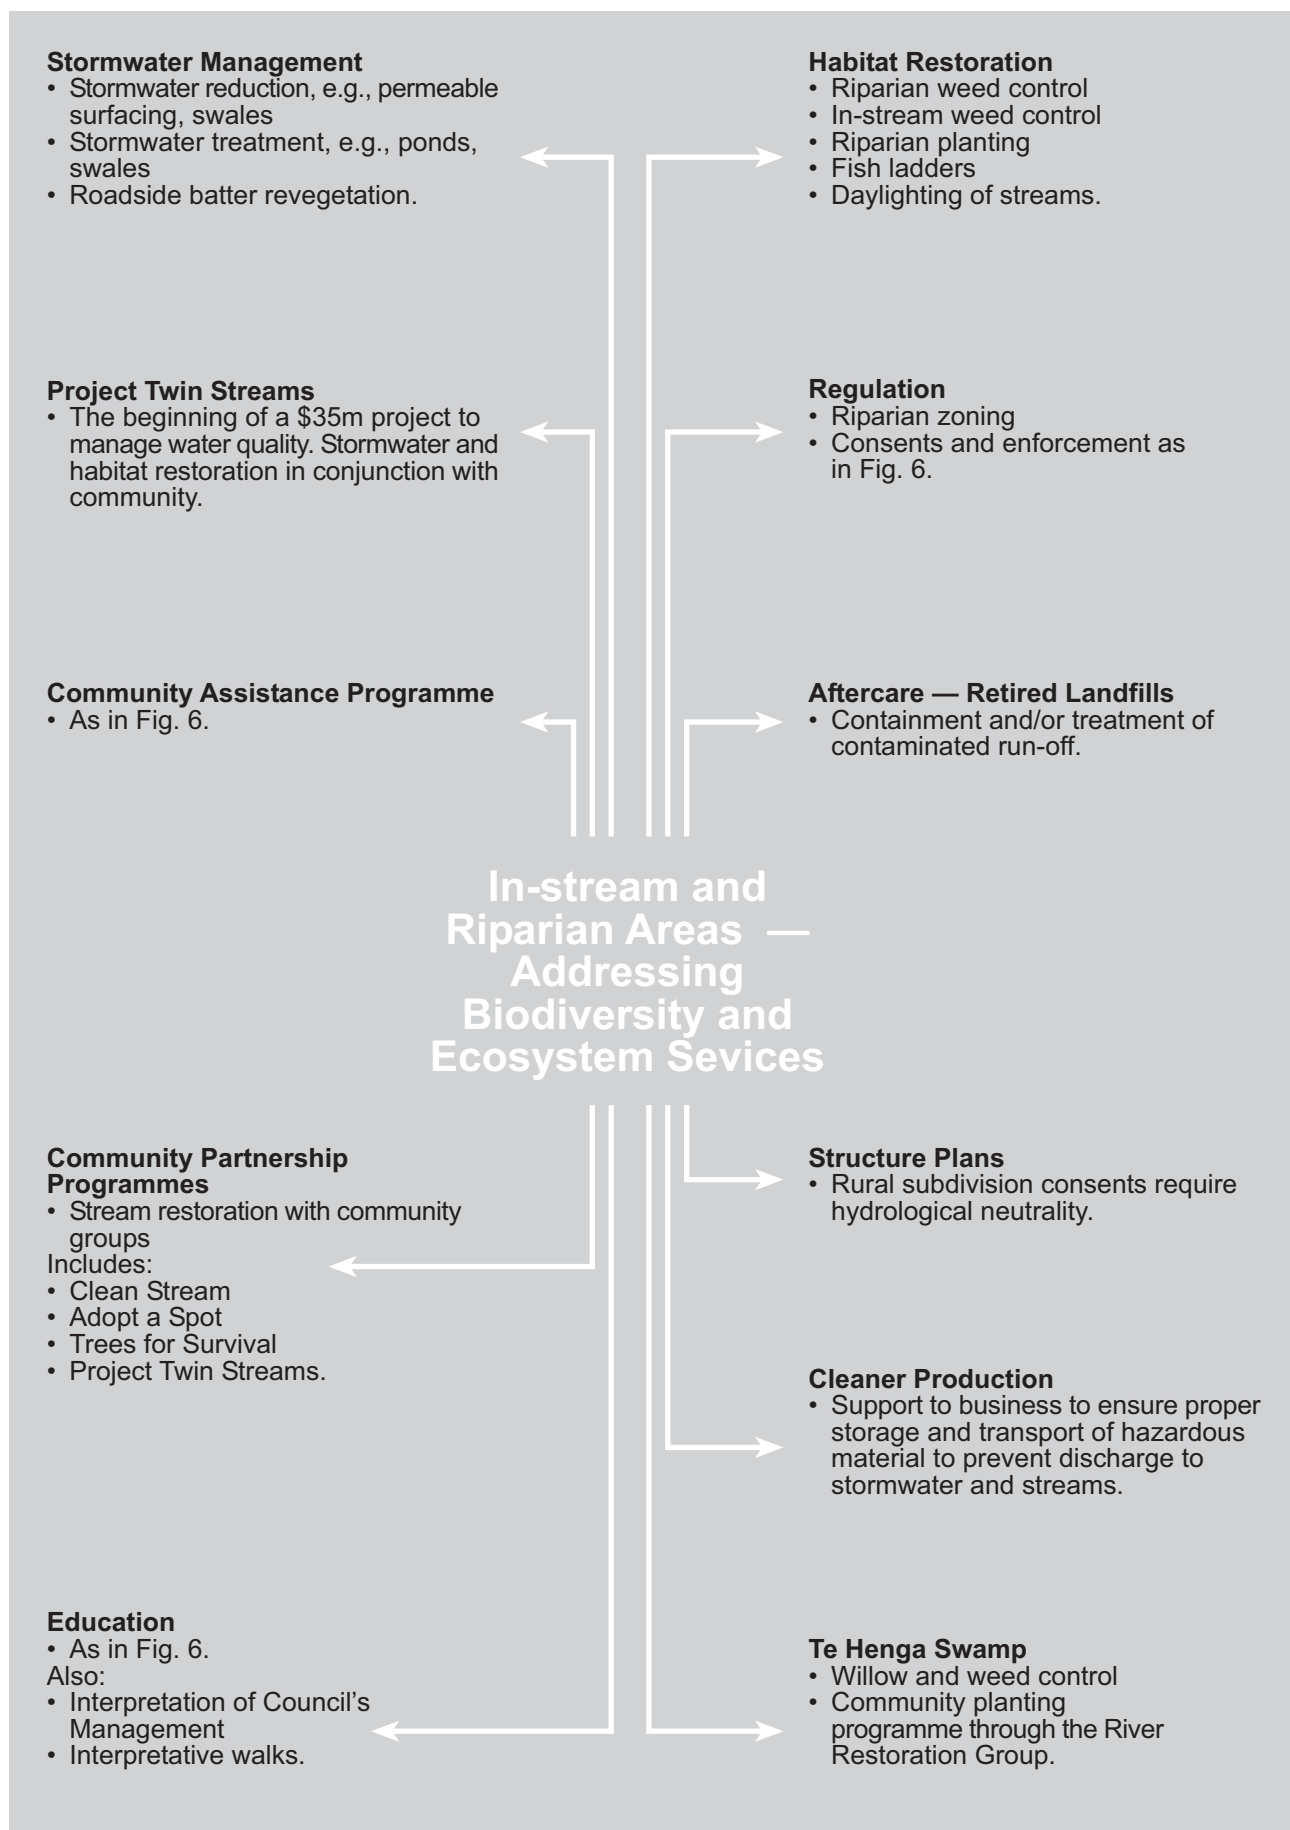 Stormwater Management
• Stormwater reduction, e.g., permeable
surfacing, swales
• Stormwater treatment, e.g., ponds,
swales
• Roadside batter revegetation.
Habitat Restoration
• Riparian weed control
• In-stream weed control
• Riparian planting
• Fish ladders
• Daylighting of streams.
Project Twin Streams
• The beginning of a $35m project to
manage water quality. Stormwater and
habitat restoration in conjunction with
community.
Regulation
• Riparian zoning
• Consents and enforcement as
in Fig. 6.
Community Assistance Programme
• As in Fig. 6.
Aftercare — Retired Landfills
• Containment and/or treatment of
contaminated run-off.
In-stream and
Riparian Areas —
Addressing
Biodiversity and
Ecosystem Sevices
Community Partnership
Programmes
• Stream restoration with community
groups
Includes:
• Clean Stream
• Adopt a Spot
• Trees for Survival
• Project Twin Streams.
Structure Plans
• Rural subdivision consents require
hydrological neutrality.
Cleaner Production
• Support to business to ensure proper
storage and transport of hazardous
material to prevent discharge to
stormwater and streams.
Education
• As in Fig. 6.
Also:
• Interpretation of Council's
Management
• Interpretative walks.
Te Henga Swamp
• Willow and weed control
• Community planting
programme through the River
Restoration Group.